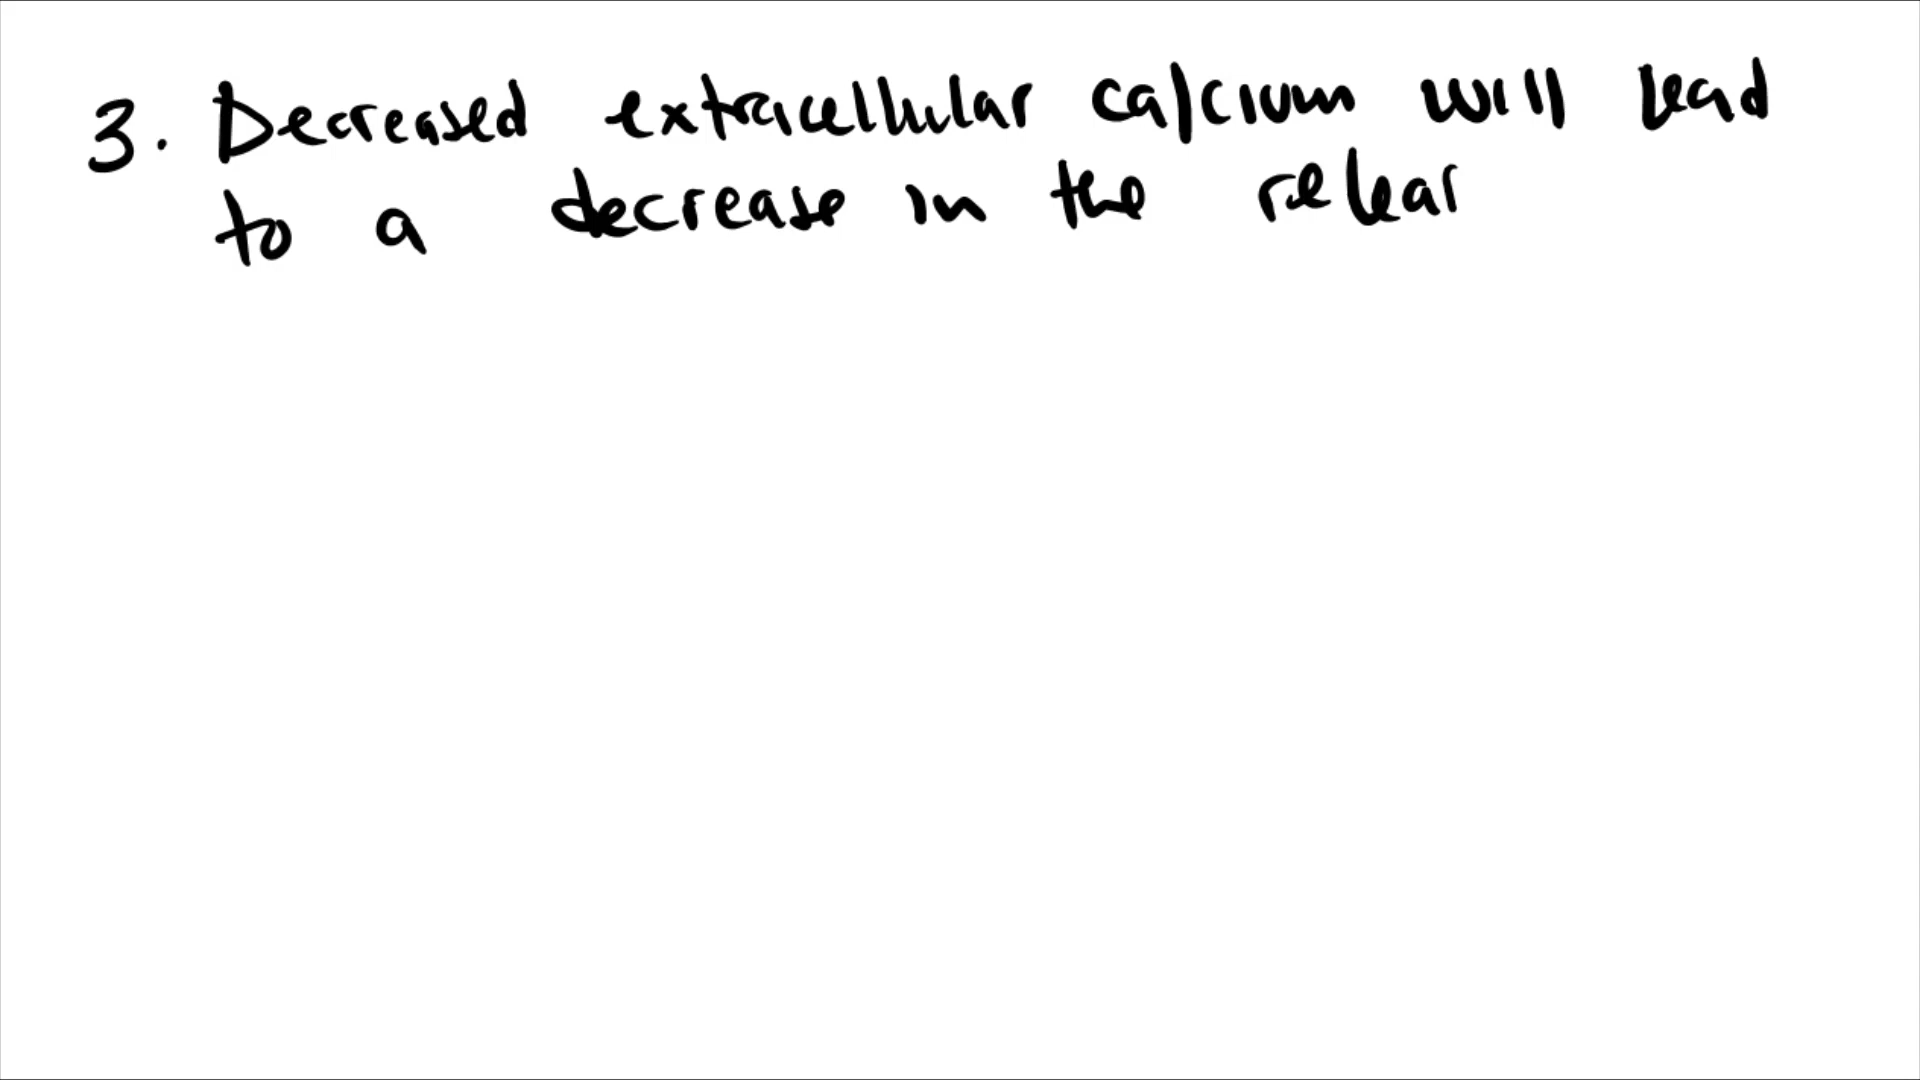 3. Decreased extracellular calcium will lead
to a decrease in the relear